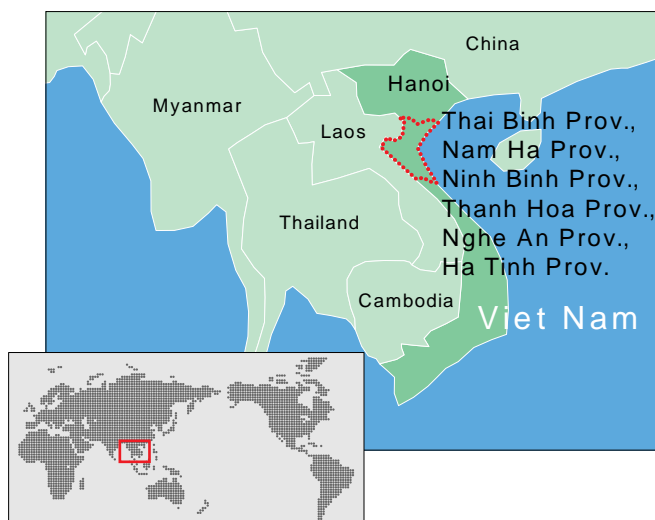 China
Hanoi
Myanmar
Laos
Thai Binh Prov.,
Nam Ha Prov.,
Ninh Binh Prov.,
Thailand
Thanh Hoa Prov.,
Nghe An Prov.,
Ha Tinh Prov.
Cambodia
Viet Nam